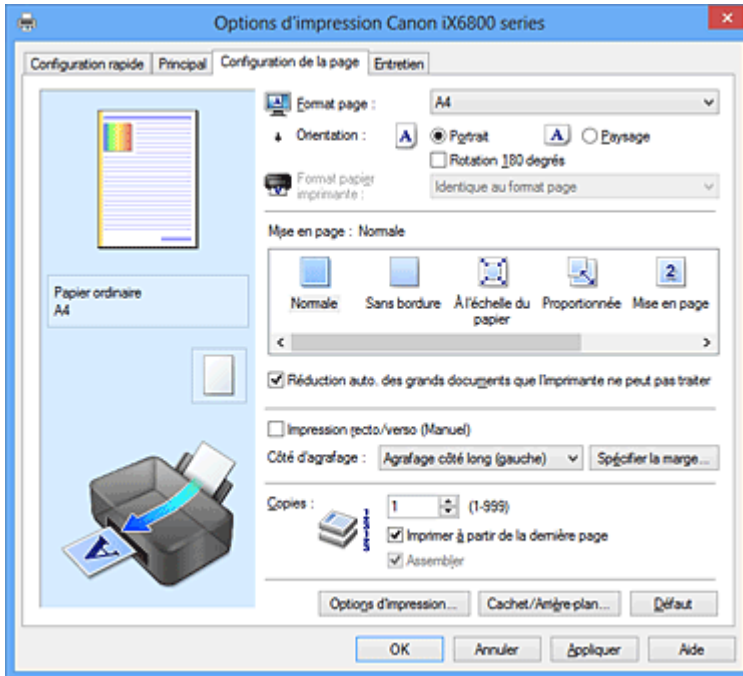 Options d'impression Canon iX6800 series
Configuration rapide Principal Configuration de la page Entretien
Format page : A4
Orientation : A Portrait A Paysage
Rotation 180 degrés
Format papier imprimante : Identique au format page
Mise en page : Normale
2
Normale Sans bordure À l'échelle du papier Proportionnée Mise en page
Papier ordinaire
A4
Réduction auto. des grands documents que l'imprimante ne peut pas traiter
Impression recto/verso (Manuel)
Côté d'agrafage : Agrafage côté long (gauche) Spécifier la marge...
Copies : 1 (1-999)
Imprimer à partir de la dernière page
Assembler
A
Options d'impression... Cachet/Arrière-plan... Défaut
OK Annuler Appliquer Aide